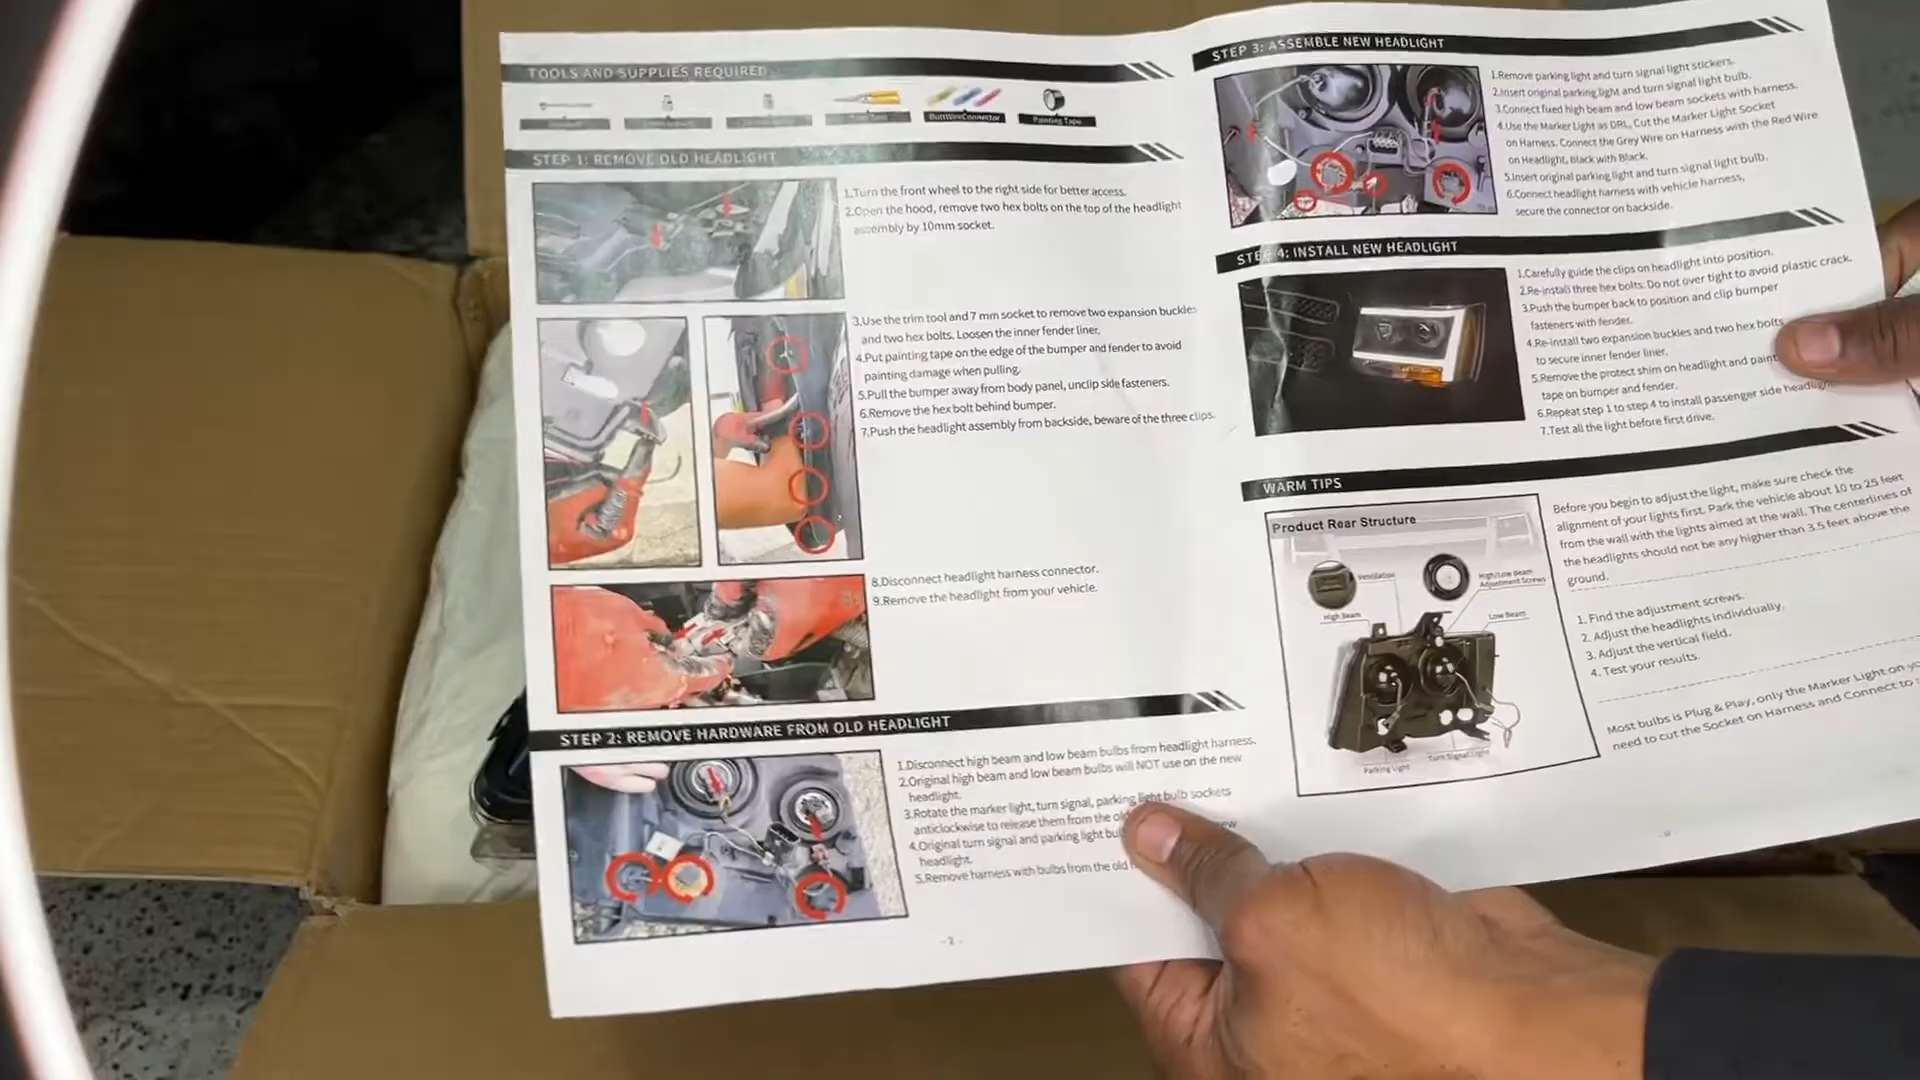 TOOLS AND SUPPLIES REQUIRED
ButtWireConnector
Painting Tape
STEP 1: REMOVE OLD HEADLIGHT
1.Turn the front wheel to the right side for better access.
2.Open the hood, remove two hex bolts on the top of the headlight
assembly by 10mm socket.
3.Use the trim tool and 7 mm socket to remove two expansion buckles
and two hex bolts. Loosen the inner fender liner.
4.Put painting tape on the edge of the bumper and fender to avoid
painting damage when pulling.
5.Pull the bumper away from body panel, unclip side fasteners.
6.Remove the hex bolt behind bumper.
7.Push the headlight assembly from backside, beware of the three clips.
8.Disconnect headlight harness connector.
9.Remove the headlight from your vehicle.
STEP 2: REMOVE HARDWARE FROM OLD HEADLIGHT
1.Disconnect high beam and low beam bulbs from headlight harness.
2.Original high beam and low beam bulbs will NOT use on the new
headlight.
3.Rotate the marker light, turn signal, parking light bulb sockets
anticlockwise to release them from the old
4.Original turn signal and parking light
headlight.
5.Remove harness with bulbs from the old
- 2 -
STEP 3: ASSEMBLE NEW HEADLIGHT
1.Remove parking light and turn signal light stickers.
2.Insert original parking light and turn signal light bulb.
3.Connect fixed high beam and low beam sockets with harness.
4.Use the Marker Light as DRL, Cut the Marker Light Socket
on Harness. Connect the Grey Wire on Harness with the Red Wire
on Headlight, Black with Black.
5.Insert original parking light and turn signal light bulb.
6.Connect headlight harness with vehicle harness,
secure the connector on backside.
STEP 4: INSTALL NEW HEADLIGHT
1.Carefully guide the clips on headlight into position.
2.Re-install three hex bolts. Do not over tight to avoid plastic crack.
3.Push the bumper back to position and clip bumper
fasteners with fender.
4.Re-install two expansion buckles and two hex bolts
to secure inner fender liner.
5.Remove the protect shim on headlight and paint
tape on bumper and fender.
6.Repeat step 1 to step 4 to install passenger side headlight
7.Test all the light before first drive.
WARM TIPS
Product Rear Structure
Ventilation
High/Low Beam
Adjustment Screws
High Beam
Low Beam
Parking Light
Turn Signal Light
Before you begin to adjust the light, make sure check the
alignment of your lights first. Park the vehicle about 10 to 25 feet
from the wall with the lights aimed at the wall. The centerlines of
the headlights should not be any higher than 3.5 feet above the
ground.
1. Find the adjustment screws.
2. Adjust the headlights individually.
3. Adjust the vertical field.
4. Test your results.
Most bulbs is Plug & Play, only the Marker Light on
need to cut the Socket on Harness and Connect to